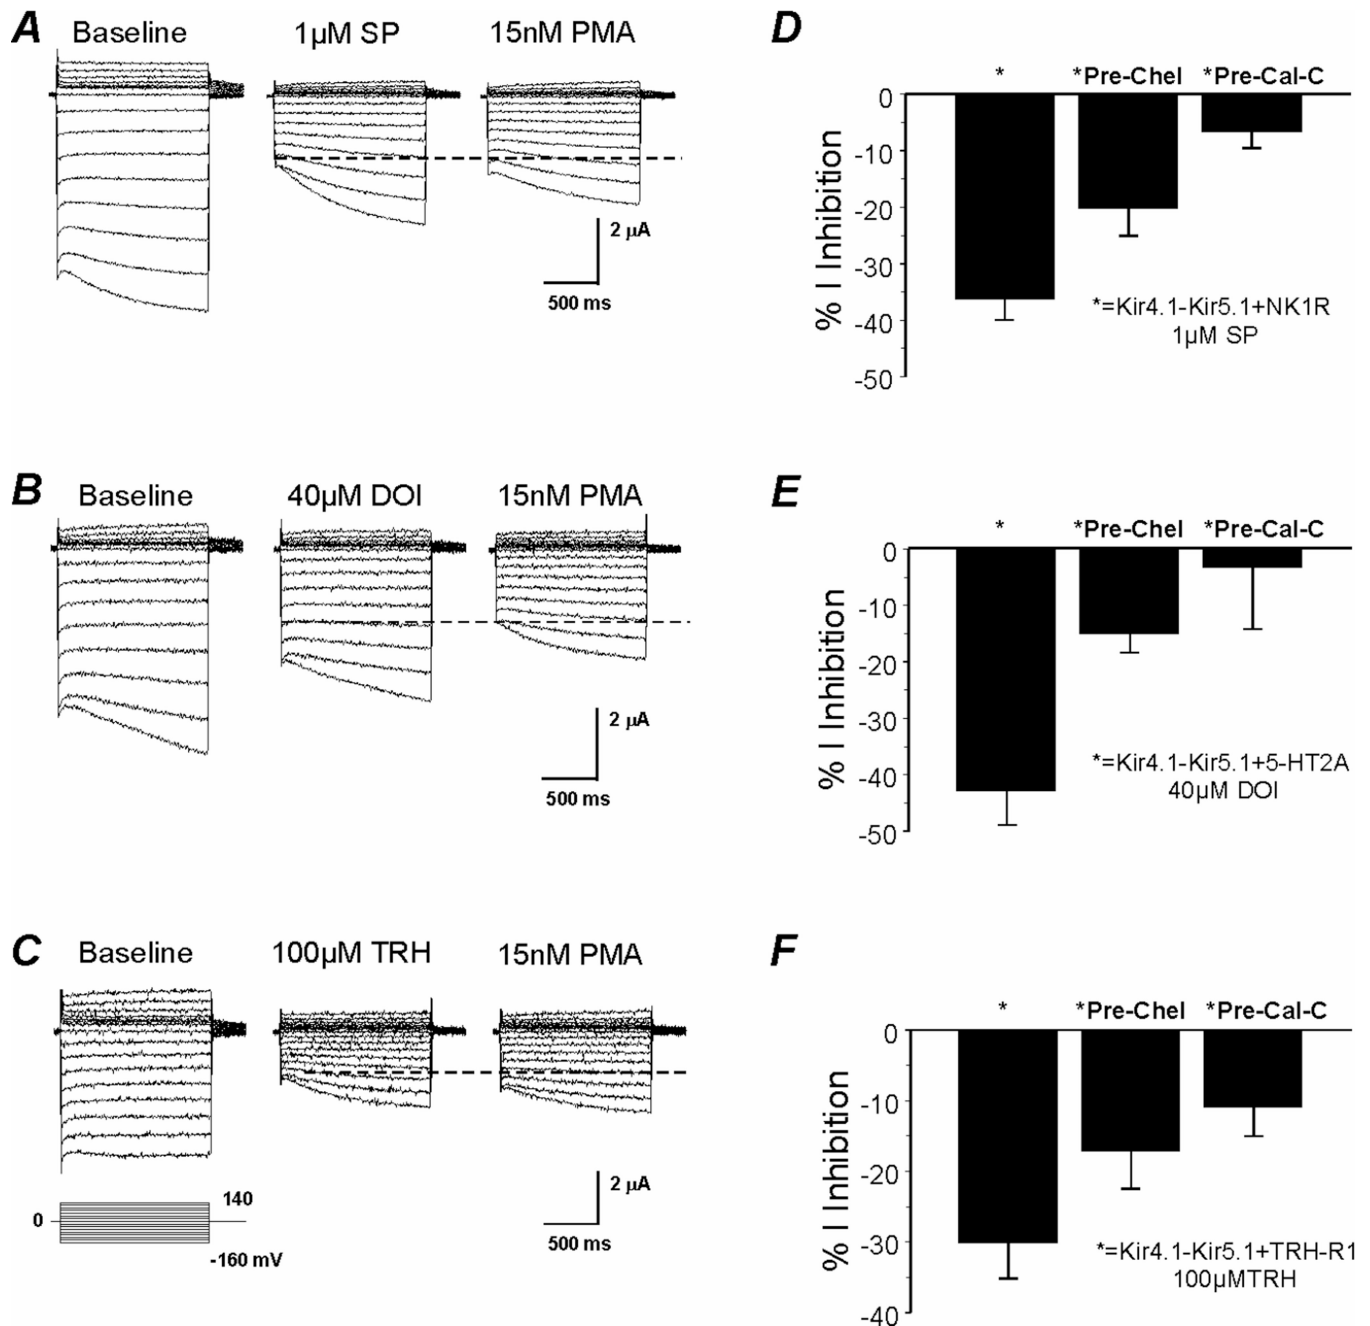 A
Baseline 1µM SP 15nM PMA
2 µA
500 ms
B
Baseline 40µM DOI 15nM PMA
2 µA
500 ms
C
Baseline 100µM TRH 15nM PMA
140
0
-160 mV
2 µA
500 ms
D
* *Pre-Chel *Pre-Cal-C
% I Inhibition
0
-10
-20
-30
-40
-50
*=Kir4.1-Kir5.1+NK1R
1µM SP
E
* *Pre-Chel *Pre-Cal-C
% I Inhibition
0
-10
-20
-30
-40
-50
*=Kir4.1-Kir5.1+5-HT2A
40µM DOI
F
* *Pre-Chel *Pre-Cal-C
% I Inhibition
0
-10
-20
-30
-40
*=Kir4.1-Kir5.1+TRH-R1
100µMTRH